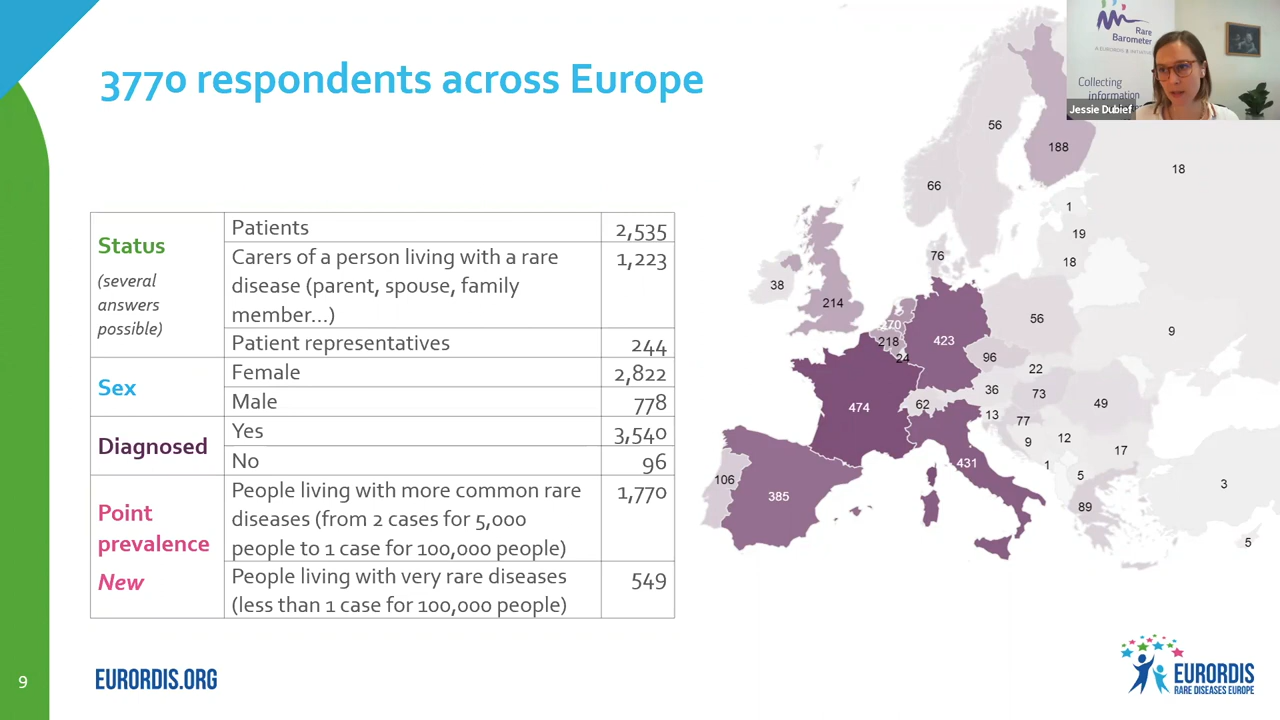 3770 respondents across Europe
Rare
Barometer
A EURORDIS INITIATIVE
Collecting
information
Jessie Dubief
Status
(several
answers
possible)
Patients
2,535
Carers of a person living with a rare
disease (parent, spouse, family
member...)
1,223
Patient representatives
244
Sex
Female
2,822
Male
778
Diagnosed
Yes
3,540
No
96
Point
prevalence
New
People living with more common rare
diseases (from 2 cases for 5,000
people to 1 case for 100,000 people)
1,770
People living with very rare diseases
(less than 1 case for 100,000 people)
549
56
188
18
66
1
19
76
18
38
214
56
270
218
423
9
24
96
22
36
73
474
62
49
13
77
9
12
17
431
1
106
5
3
385
89
5
9
EURORDIS.ORG
EURORDIS
RARE DISEASES EUROPE